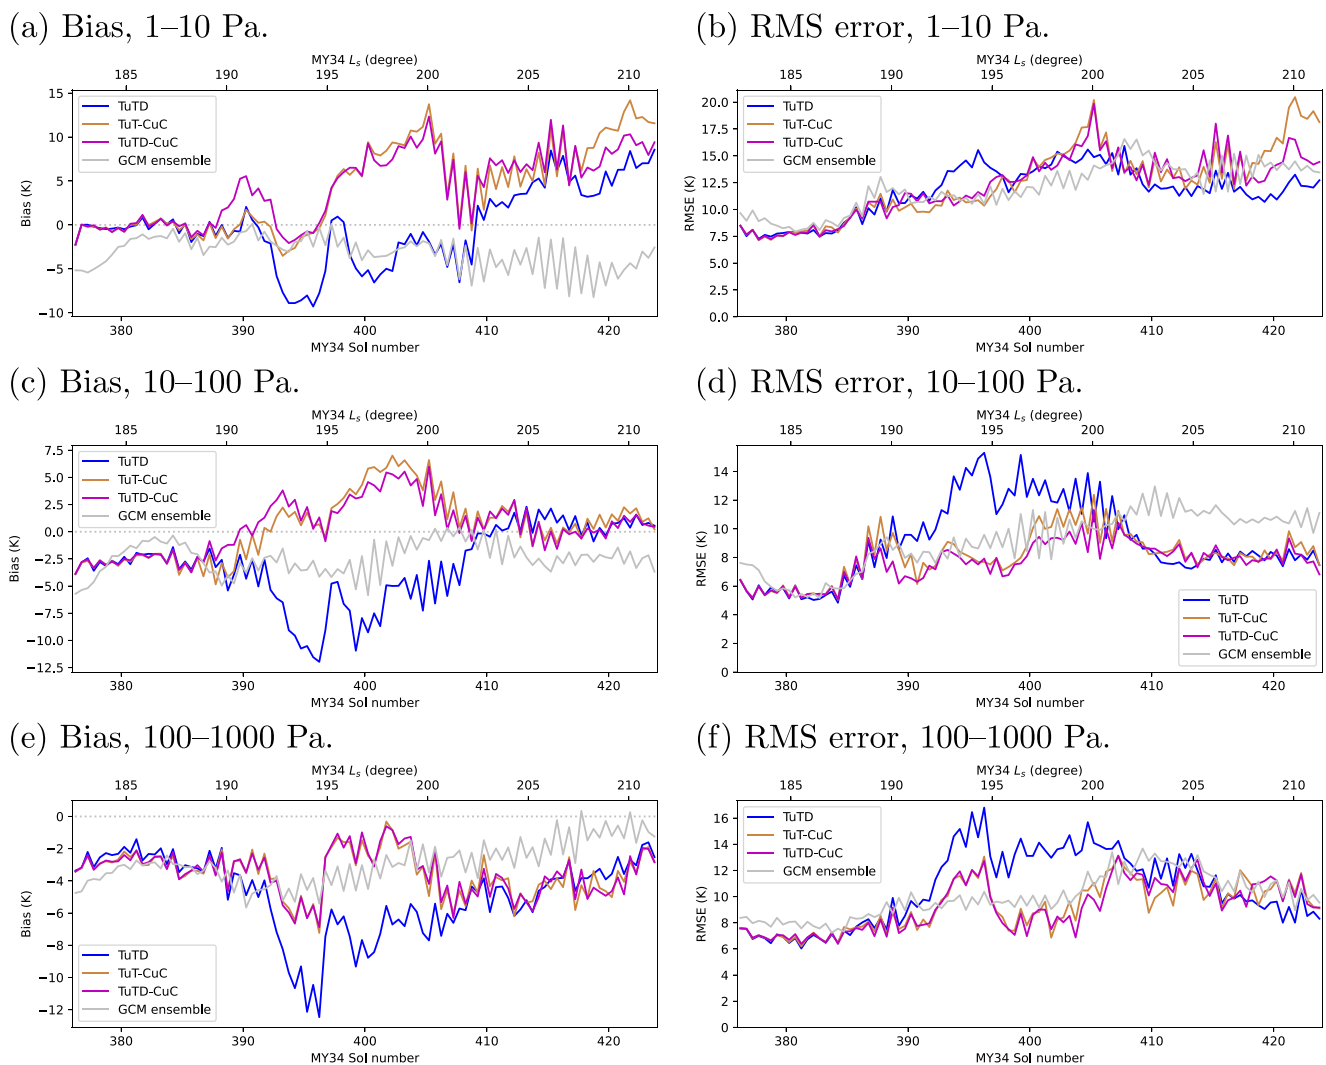 (a) Bias, 1–10 Pa.
MY34 Ls (degree)
185 190 195 200 205 210
15
10
5
0
−5
−10
Bias (K)
TuTD
TuT-CuC
TuTD-CuC
GCM ensemble
380 390 400 410 420
MY34 Sol number
(b) RMS error, 1–10 Pa.
MY34 Ls (degree)
185 190 195 200 205 210
20.0
17.5
15.0
12.5
10.0
7.5
5.0
2.5
0.0
RMSE (K)
TuTD
TuT-CuC
TuTD-CuC
GCM ensemble
380 390 400 410 420
MY34 Sol number
(c) Bias, 10–100 Pa.
MY34 Ls (degree)
185 190 195 200 205 210
7.5
5.0
2.5
0.0
−2.5
−5.0
−7.5
−10.0
−12.5
Bias (K)
TuTD
TuT-CuC
TuTD-CuC
GCM ensemble
380 390 400 410 420
MY34 Sol number
(d) RMS error, 10–100 Pa.
MY34 Ls (degree)
185 190 195 200 205 210
14
12
10
8
6
4
2
0
RMSE (K)
TuTD
TuT-CuC
TuTD-CuC
GCM ensemble
380 390 400 410 420
MY34 Sol number
(e) Bias, 100–1000 Pa.
MY34 Ls (degree)
185 190 195 200 205 210
0
−2
−4
−6
−8
−10
−12
Bias (K)
TuTD
TuT-CuC
TuTD-CuC
GCM ensemble
380 390 400 410 420
MY34 Sol number
(f) RMS error, 100–1000 Pa.
MY34 Ls (degree)
185 190 195 200 205 210
16
14
12
10
8
6
4
2
0
RMSE (K)
TuTD
TuT-CuC
TuTD-CuC
GCM ensemble
380 390 400 410 420
MY34 Sol number